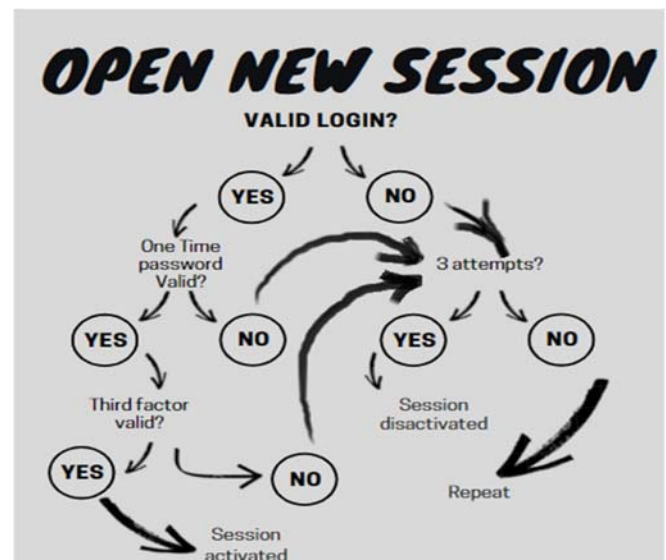 OPEN NEW SESSION
VALID LOGIN?
YES
NO
One Time
password
Valid?
3 attempts?
YES
NO
YES
NO
Third factor
valid?
Session
disactivated
YES
NO
Repeat
Session
activated